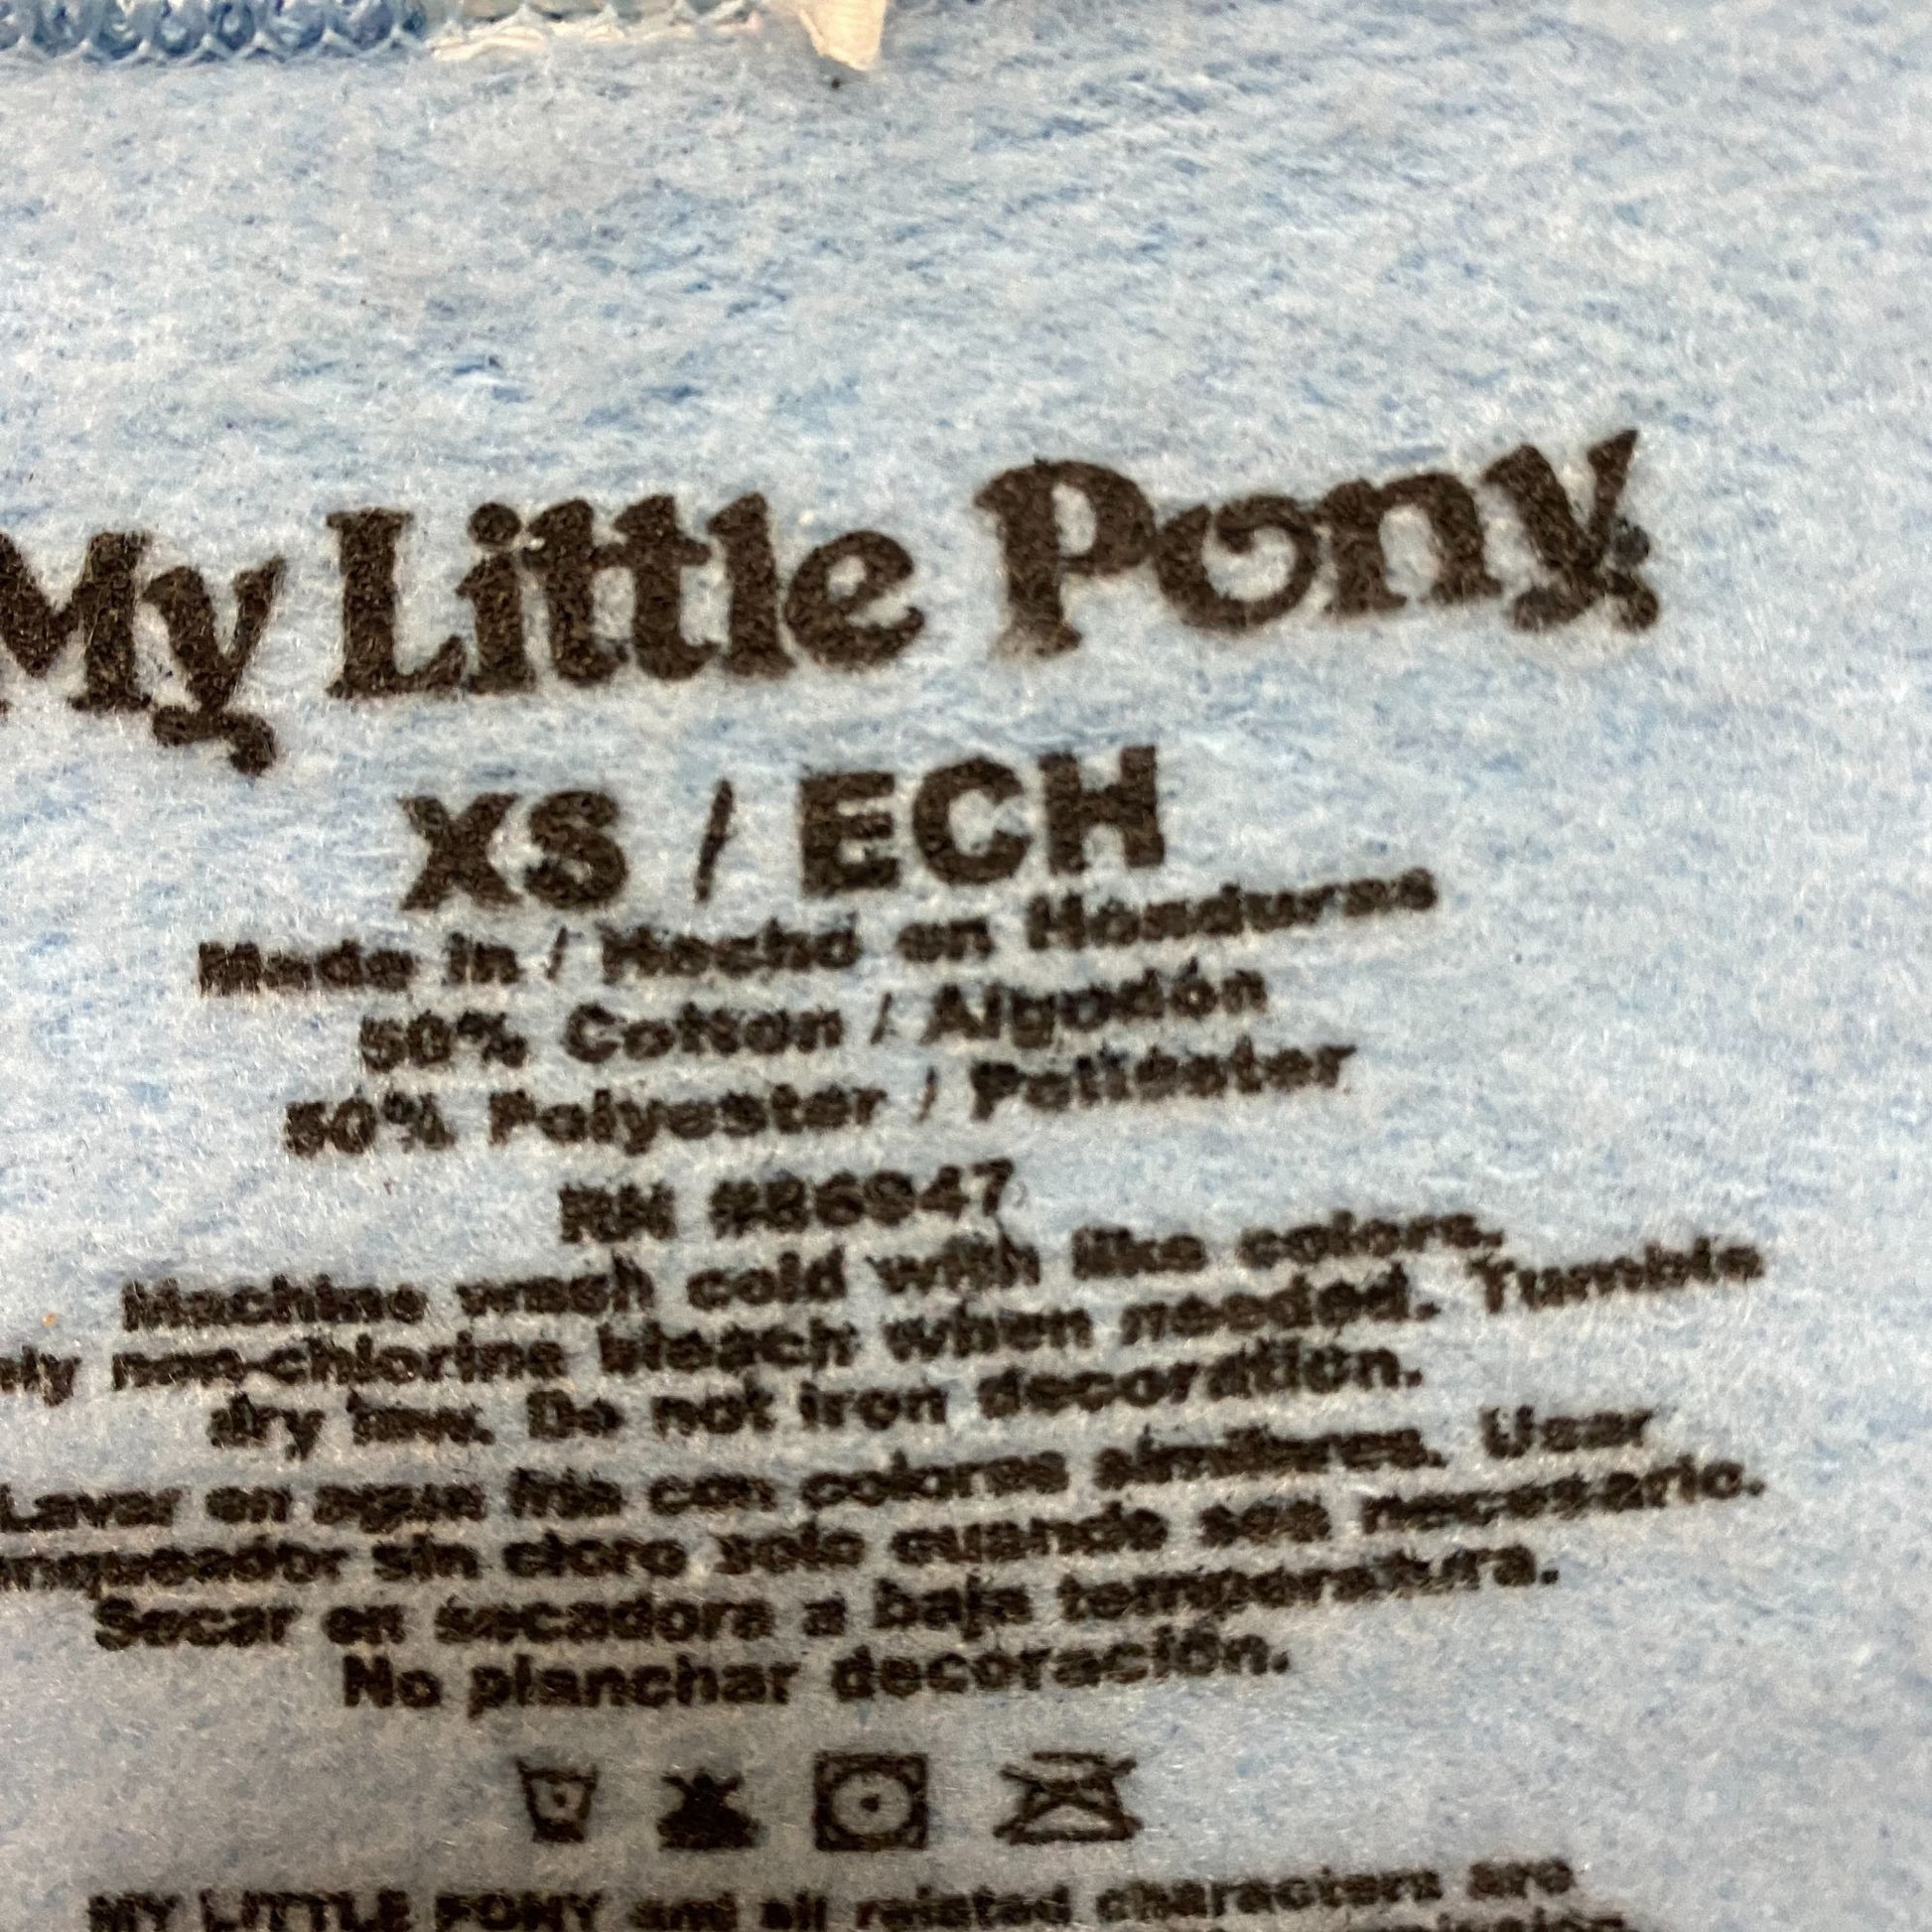 My Little Pony
XS / ECH
Made in / Hecho en Honduras
50% Cotton / Algodón
50% Polyester / Poliéster
RN
Machine wash cold with like colors.
non-chlorine bleach when needed. Tumble
dry low. Do not iron decoration.
Lavar en agua fría con colores similares. Usar
sin cloro solo cuando sea necesario.
Secar en secadora a baja temperatura.
No planchar decoración.
MY LITTLE PONY and all related characters are